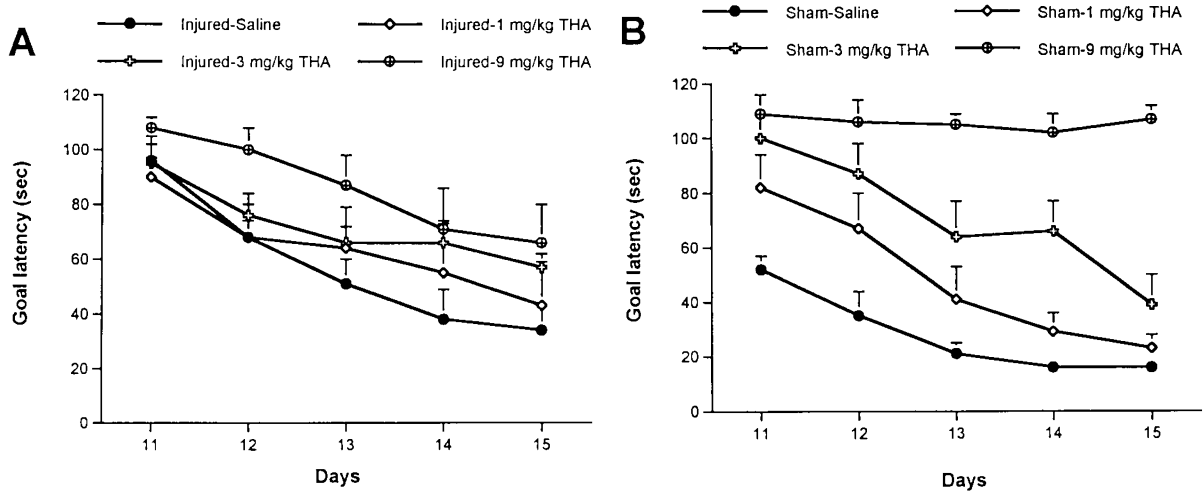 A
Injured-Saline
Injured-1 mg/kg THA
Injured-3 mg/kg THA
Injured-9 mg/kg THA
Goal latency (sec)
120
100
80
60
40
20
0
11 12 13 14 15
Days
B
Sham-Saline
Sham-1 mg/kg THA
Sham-3 mg/kg THA
Sham-9 mg/kg THA
Goal latency (sec)
120
100
80
60
40
20
0
11 12 13 14 15
Days